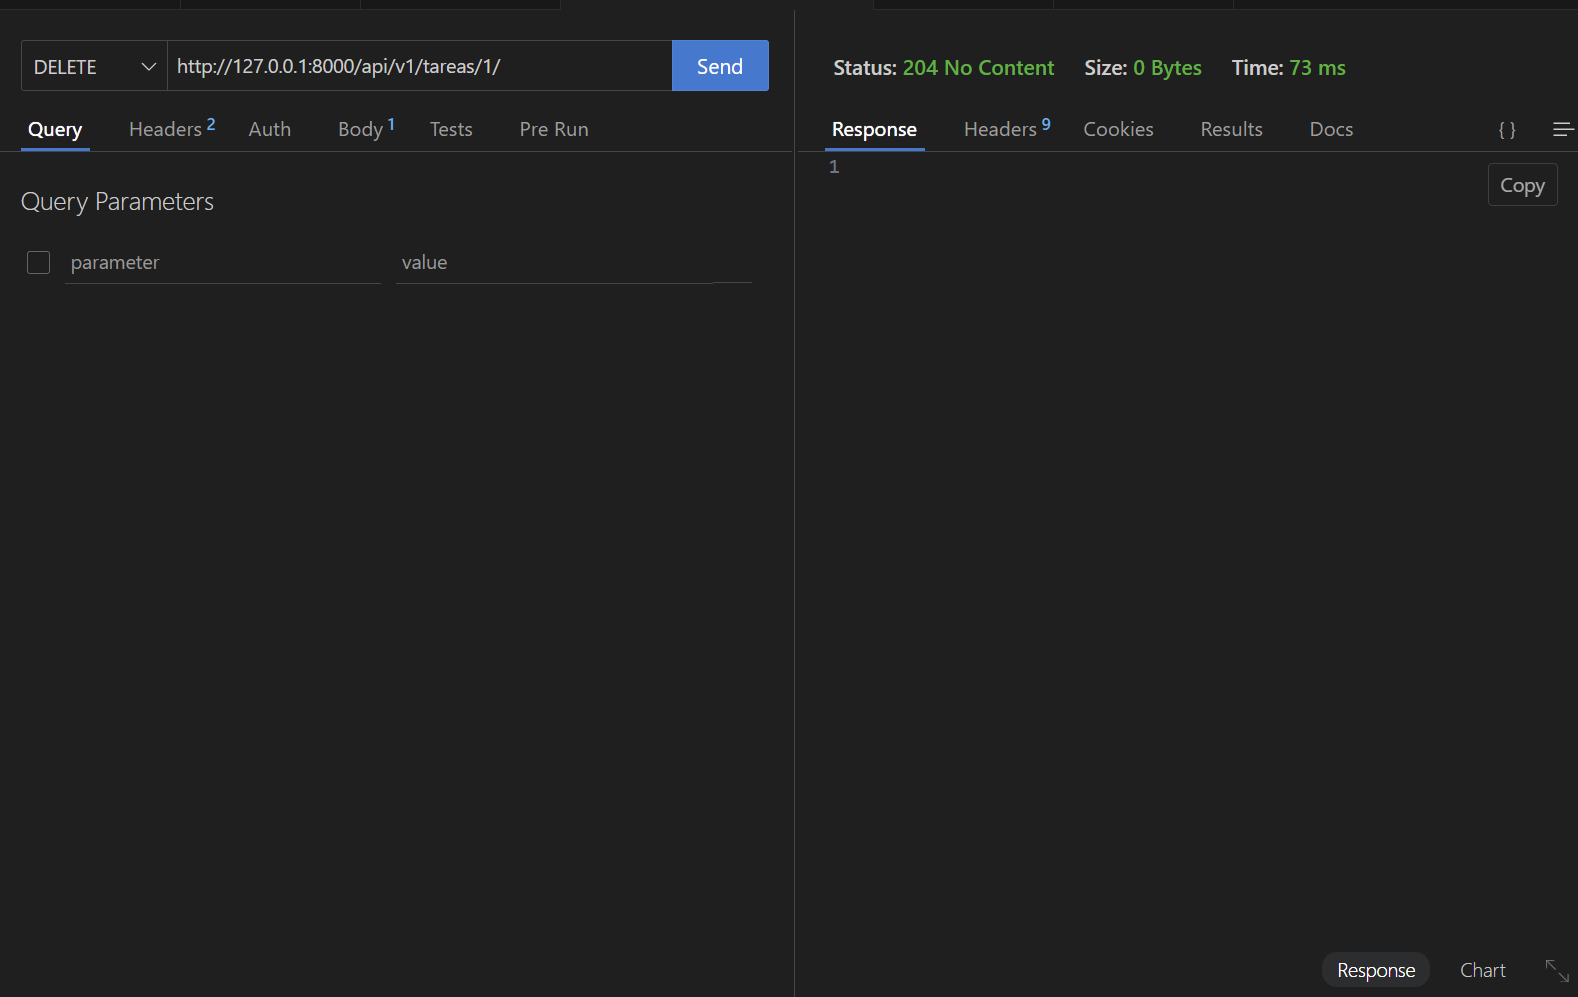 DELETE http://127.0.0.1:8000/api/v1/tareas/1/ Send
Query Headers 2 Auth Body 1 Tests Pre Run
Query Parameters
parameter value
Status: 204 No Content Size: 0 Bytes Time: 73 ms
Response Headers 9 Cookies Results Docs { }
1
Copy
Response Chart